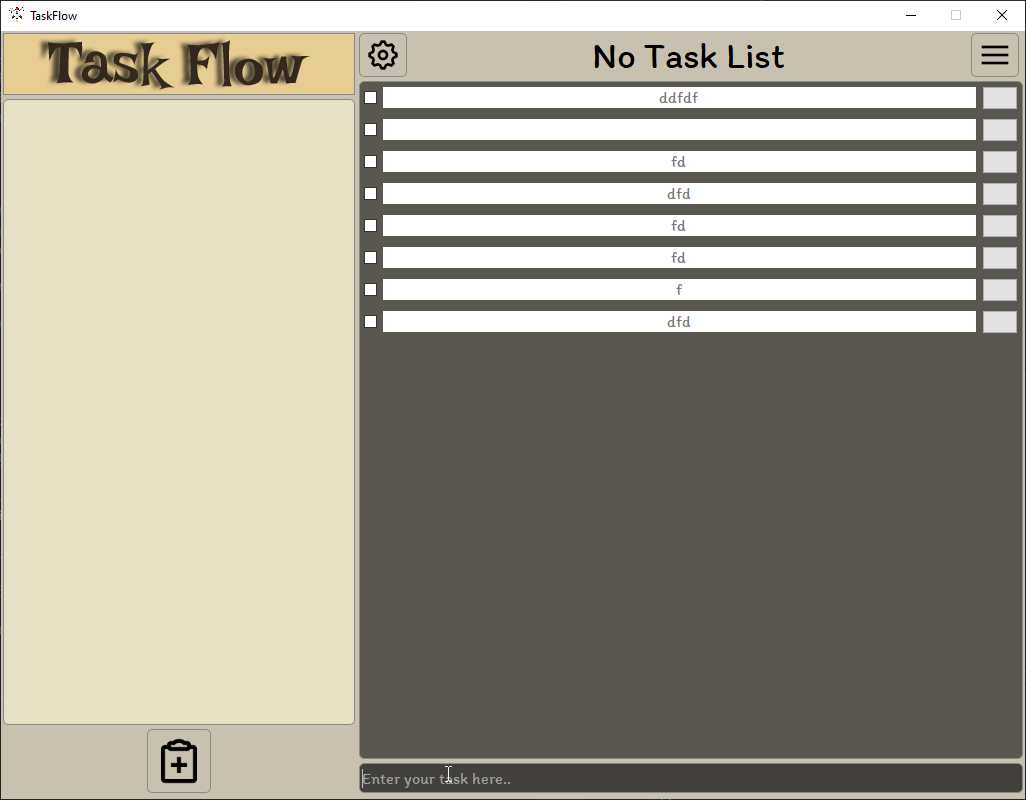 TaskFlow
Task Flow
No Task List
ddfdf
fd
dfd
fd
fd
f
dfd
Enter your task here..